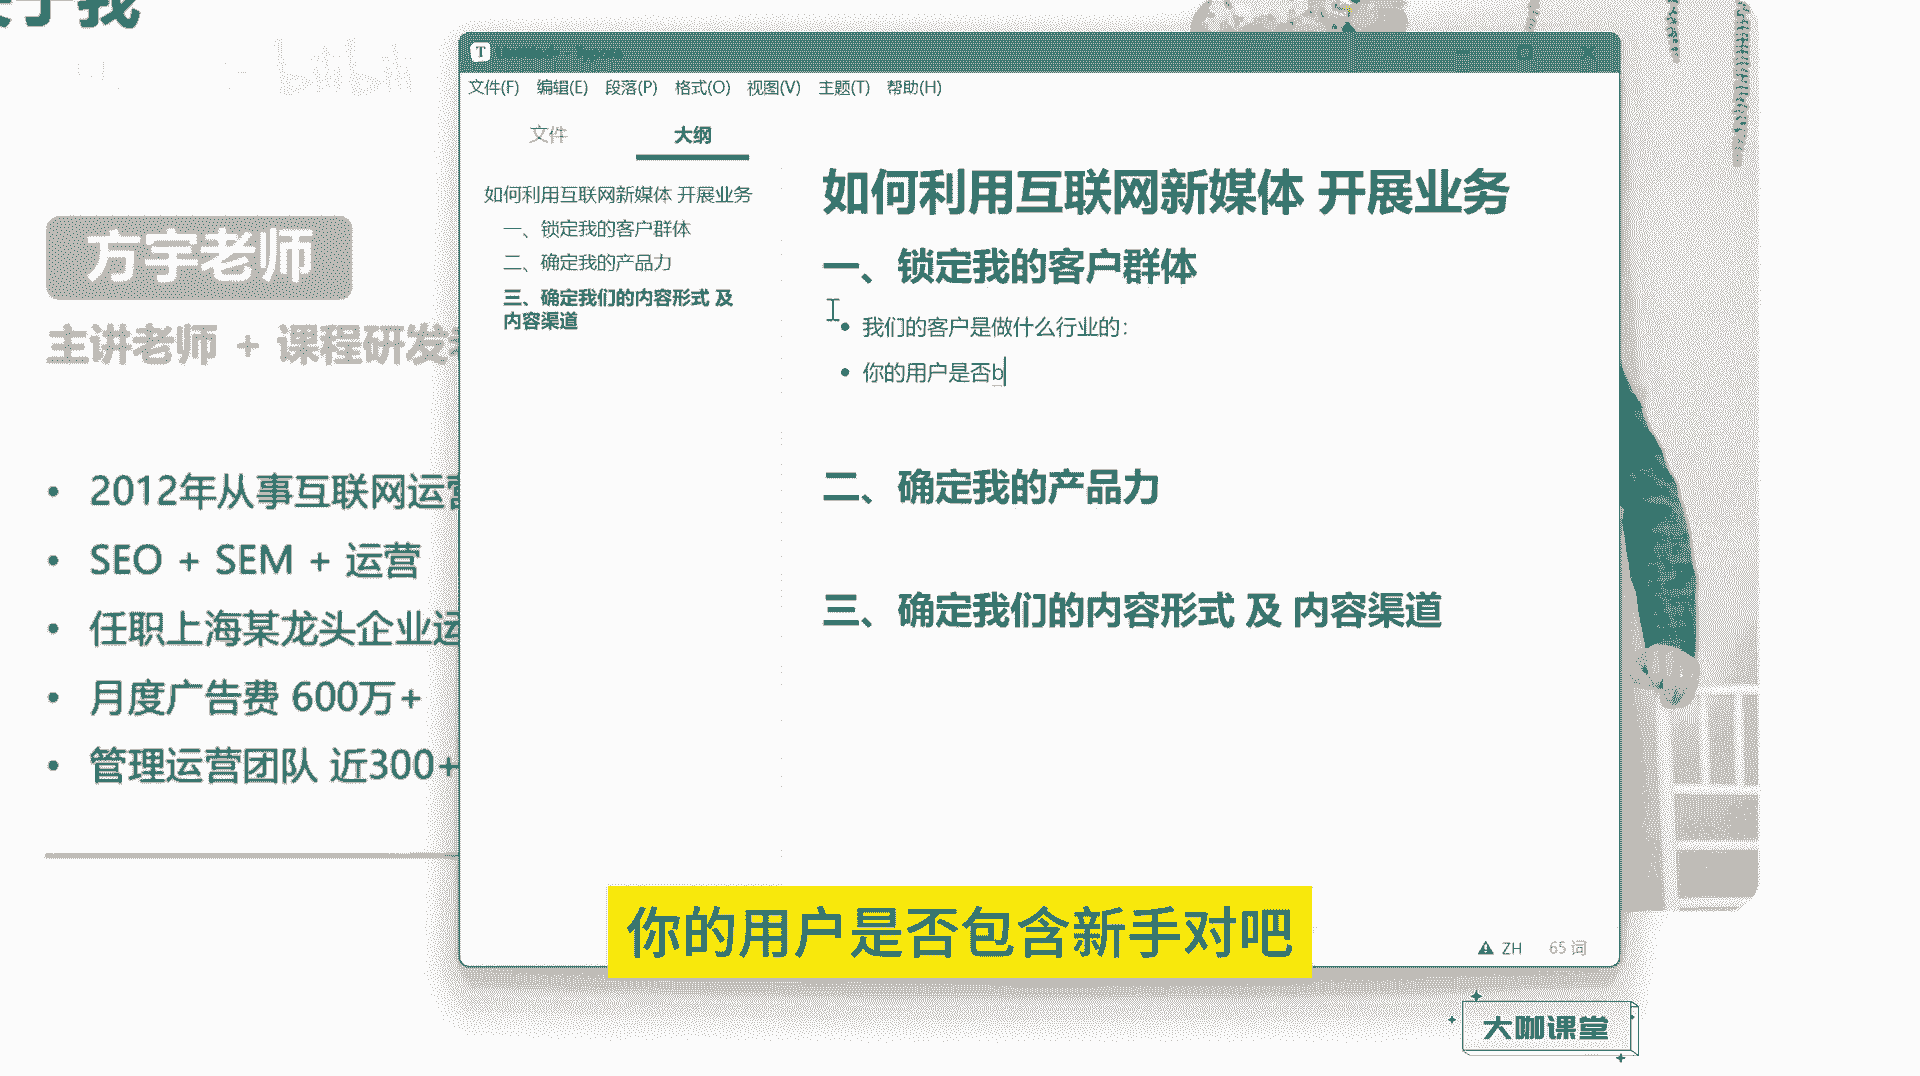 于我
bilibili
方宇老师
主讲老师 + 课程研发
2012年从事互联网运营
SEO + SEM + 运营
任职上海某龙头企业运
月度广告费 600万+
管理运营团队 近300+
T
文件(F) 编辑(E) 段落(P) 格式(O) 视图(V) 主题(T) 帮助(H)
文件 大纲
如何利用互联网新媒体 开展业务
一、锁定我的客户群体
二、确定我的产品力
三、确定我们的内容形式 及
内容渠道
如何利用互联网新媒体 开展业务
一、锁定我的客户群体
我们的客户是做什么行业的：
你的用户是否b
二、确定我的产品力
三、确定我们的内容形式 及 内容渠道
ZH 65 词
你的用户是否包含新手对吧
大咖课堂